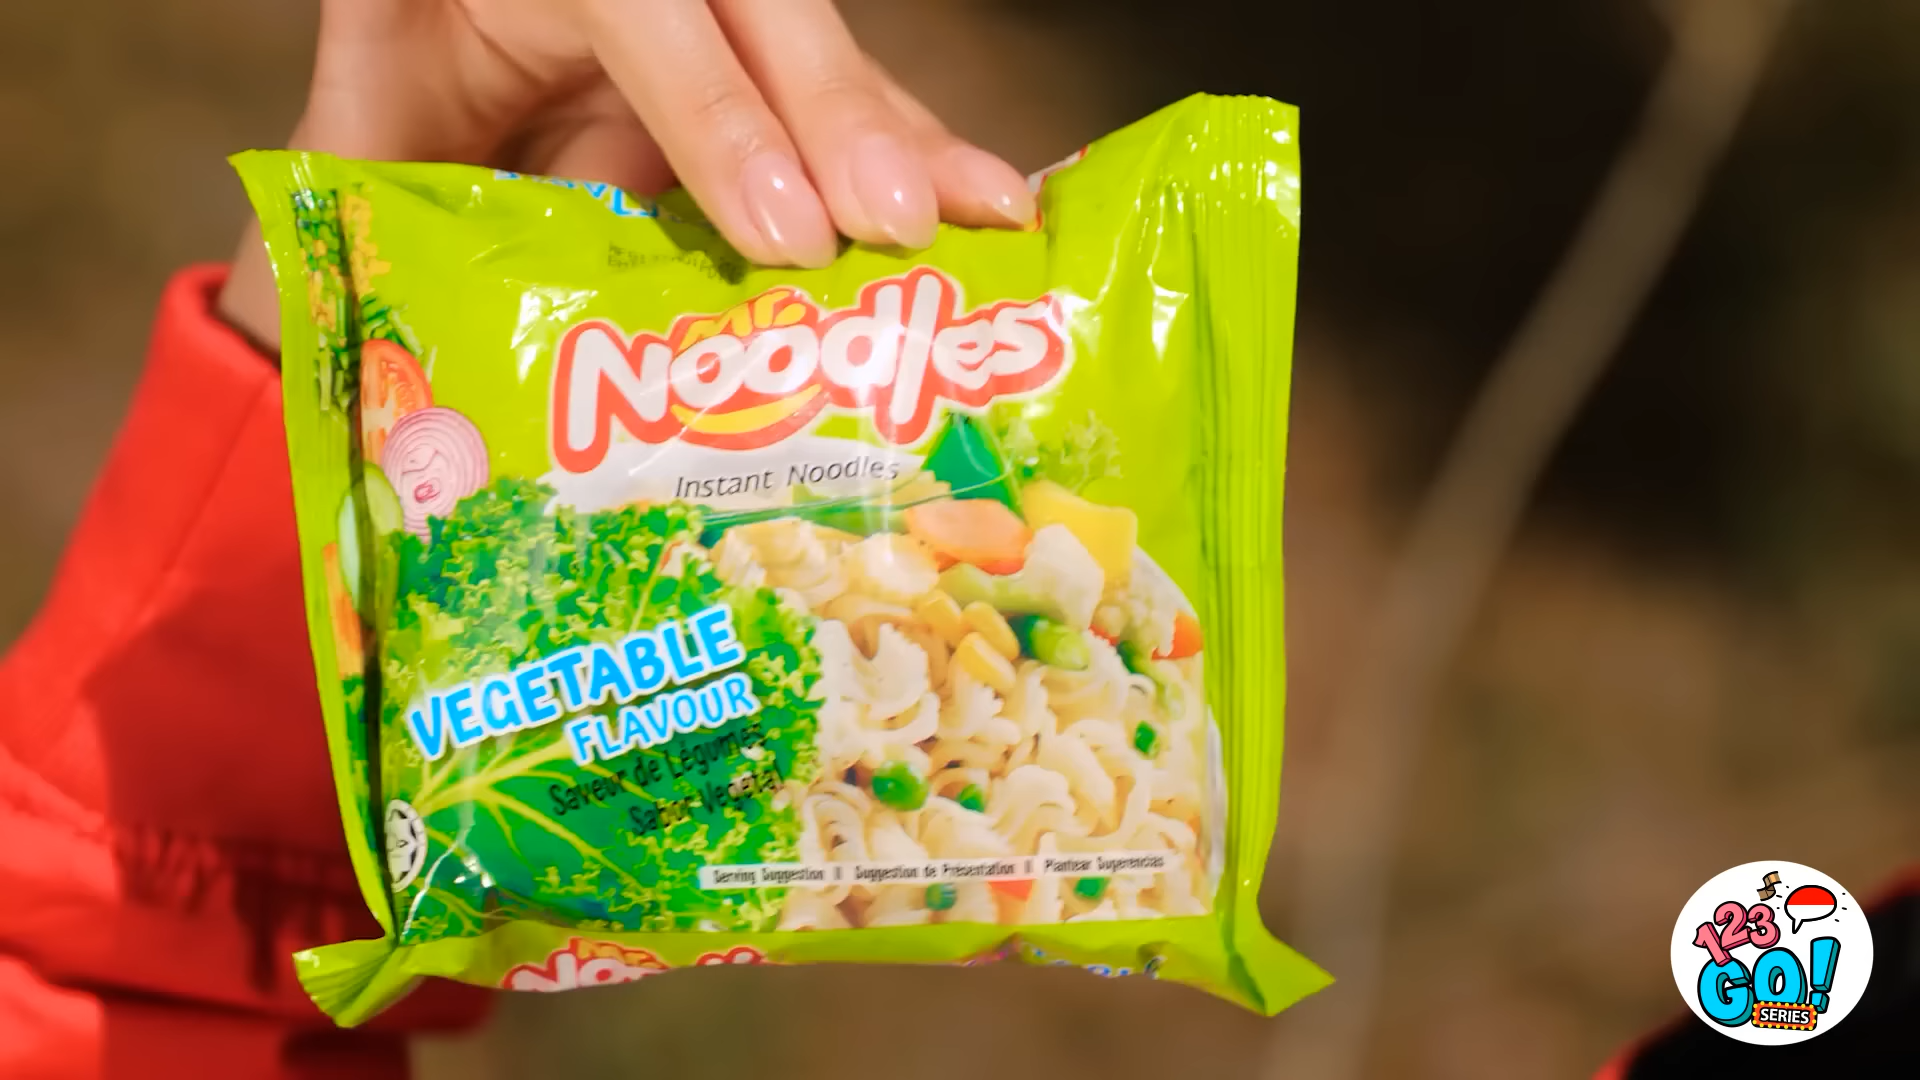 Mr.
Noodles
Instant Noodles
VEGETABLE
FLAVOUR
Saveur de Légumes
Sabor Vegetal
Serving Suggestion || Suggestion de Présentation || Plantear Sugerencias
123
GO!
SERIES